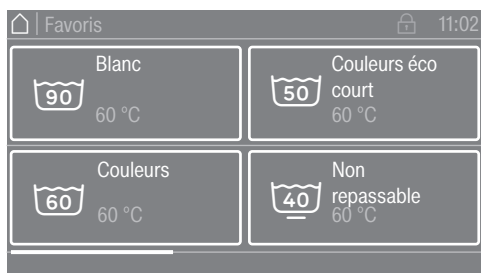 Favoris 11:02
Blanc
90
60 °C
Couleurs éco
court
50
60 °C
Couleurs
60
60 °C
Non
repassable
40
60 °C